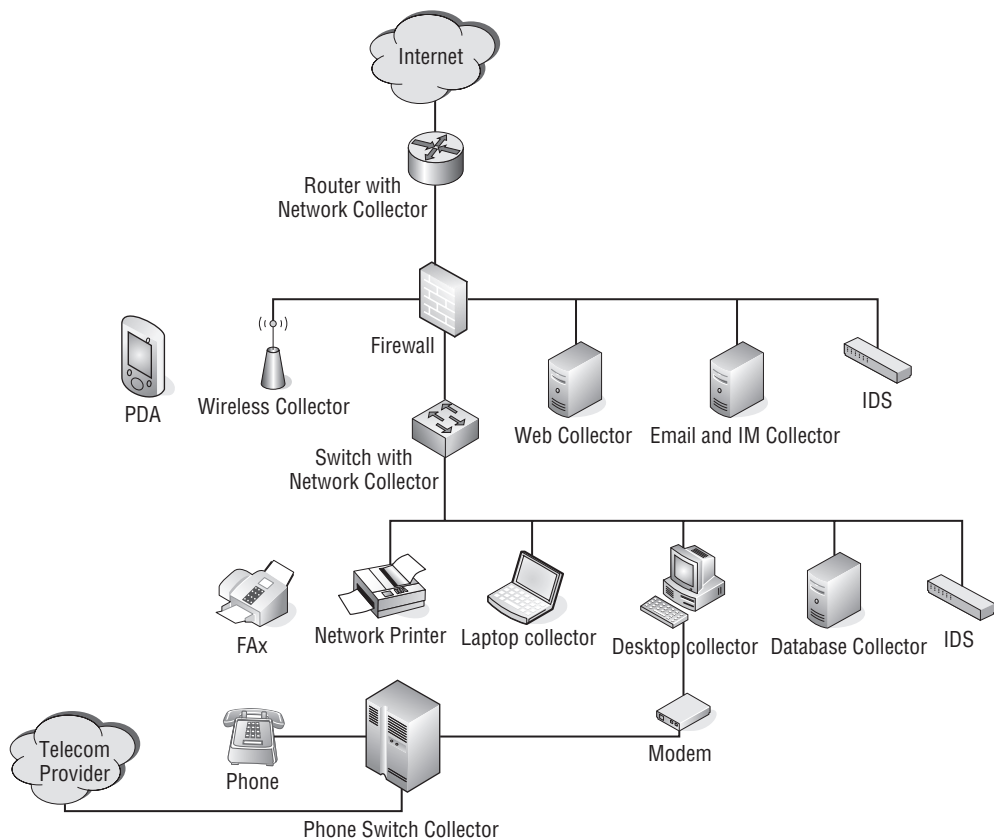 Internet
Router with
Network Collector
Firewall
PDA
Wireless Collector
Web Collector
Email and IM Collector
IDS
Switch with
Network Collector
FAx
Network Printer
Laptop collector
Desktop collector
Database Collector
IDS
Telecom
Provider
Phone
Modem
Phone Switch Collector